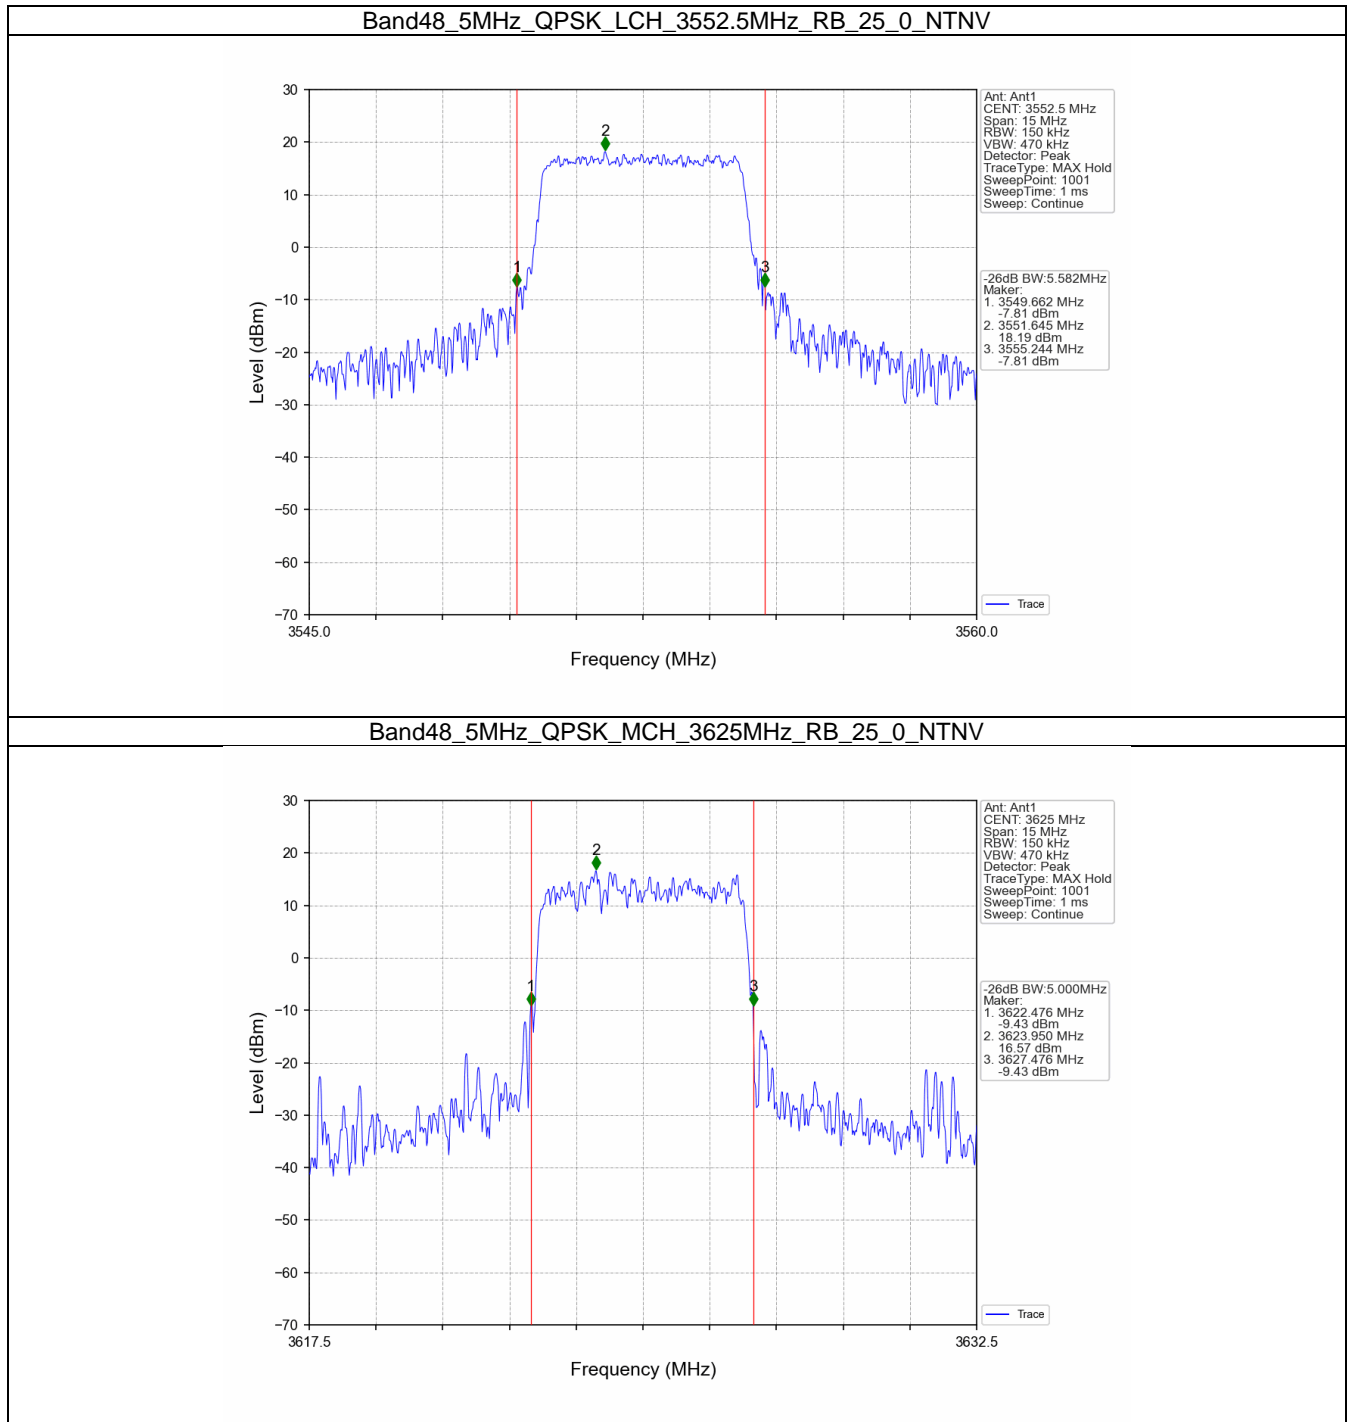 Band48_5MHz_QPSK_LCH_3552.5MHz_RB_25_0_NTNV
30
20
10
0
−10
−20
−30
−40
−50
−60
−70
Level (dBm)
1
2
3
3545.0
3560.0
Frequency (MHz)
Ant: Ant1
CENT: 3552.5 MHz
Span: 15 MHz
RBW: 150 kHz
VBW: 470 kHz
Detector: Peak
TraceType: MAX Hold
SweepPoint: 1001
SweepTime: 1 ms
Sweep: Continue
-26dB BW:5.582MHz
Maker:
1. 3549.662 MHz
-7.81 dBm
2. 3551.645 MHz
18.19 dBm
3. 3555.244 MHz
-7.81 dBm
Trace
Band48_5MHz_QPSK_MCH_3625MHz_RB_25_0_NTNV
30
20
10
0
−10
−20
−30
−40
−50
−60
−70
Level (dBm)
1
2
3
3617.5
3632.5
Frequency (MHz)
Ant: Ant1
CENT: 3625 MHz
Span: 15 MHz
RBW: 150 kHz
VBW: 470 kHz
Detector: Peak
TraceType: MAX Hold
SweepPoint: 1001
SweepTime: 1 ms
Sweep: Continue
-26dB BW:5.000MHz
Maker:
1. 3622.476 MHz
-9.43 dBm
2. 3623.950 MHz
16.57 dBm
3. 3627.476 MHz
-9.43 dBm
Trace